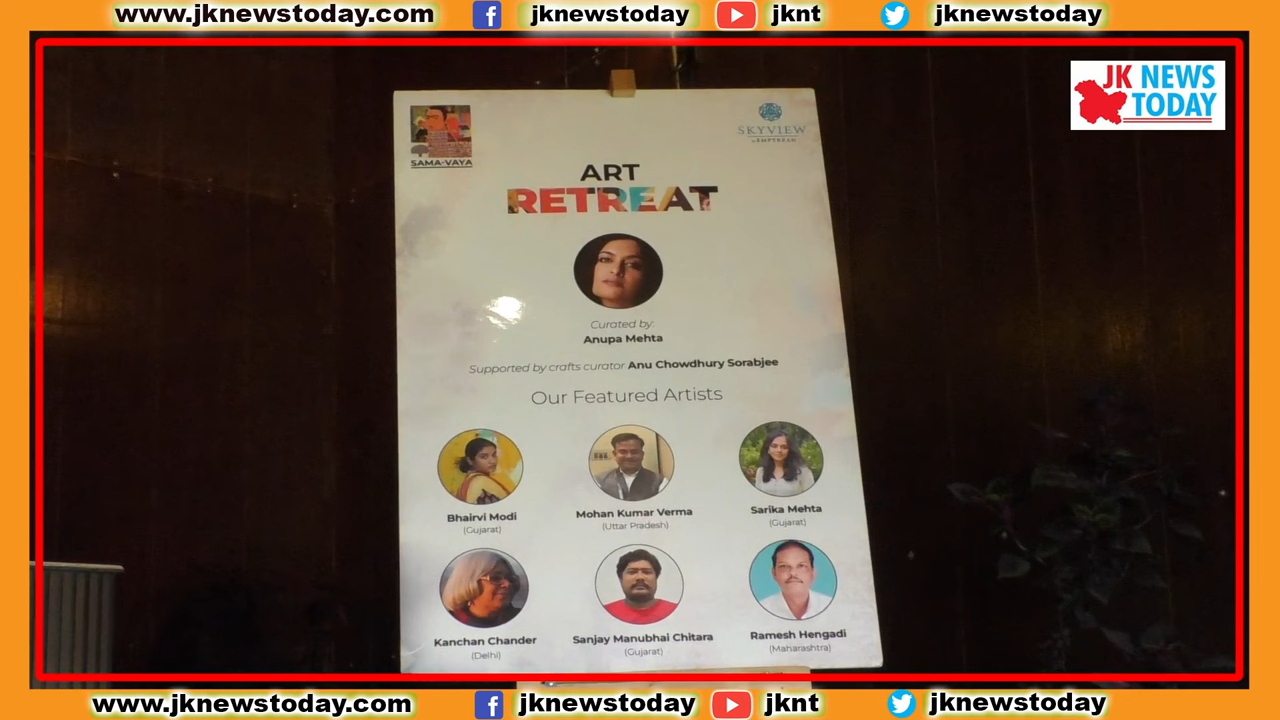 www.jknewstoday.com jknewstoday jknt jknewstoday
JK NEWS
TODAY
SAMA-VAYA
SKYVIEW
by EMPYREAN
ART
RETREAT
Curated by:
Anupa Mehta
Supported by crafts curator Anu Chowdhury Sorabjee
Our Featured Artists
Bhairvi Modi
(Gujarat)
Mohan Kumar Verma
(Uttar Pradesh)
Sarika Mehta
(Gujarat)
Kanchan Chander
(Delhi)
Sanjay Manubhai Chitara
(Gujarat)
Ramesh Hengadi
(Maharashtra)
www.jknewstoday.com jknewstoday jknt jknewstoday